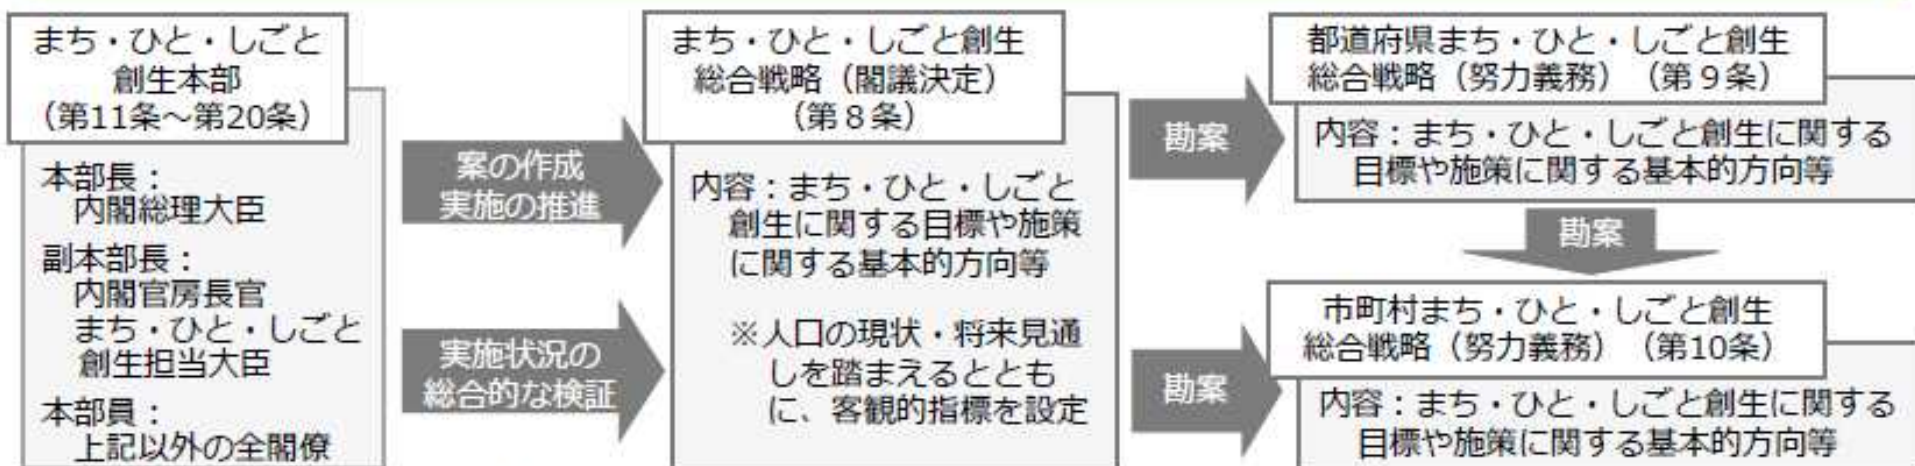 まち・ひと・しごと
創生本部
(第11条～第20条)
本部長：
内閣総理大臣
副本部長：
内閣官房長官
まち・ひと・しごと
創生担当大臣
本部員：
上記以外の全閣僚
案の作成
実施の推進
実施状況の
総合的な検証
まち・ひと・しごと創生
総合戦略（閣議決定）
（第８条）
内容：まち・ひと・しごと
創生に関する目標や施策
に関する基本的方向等
※人口の現状・将来見通
しを踏まえるととも
に、客観的指標を設定
勘案
都道府県まち・ひと・しごと創生
総合戦略（努力義務）（第９条）
内容：まち・ひと・しごと創生に関する
目標や施策に関する基本的方向等
勘案
勘案
市町村まち・ひと・しごと創生
総合戦略（努力義務）（第10条）
内容：まち・ひと・しごと創生に関する
目標や施策に関する基本的方向等